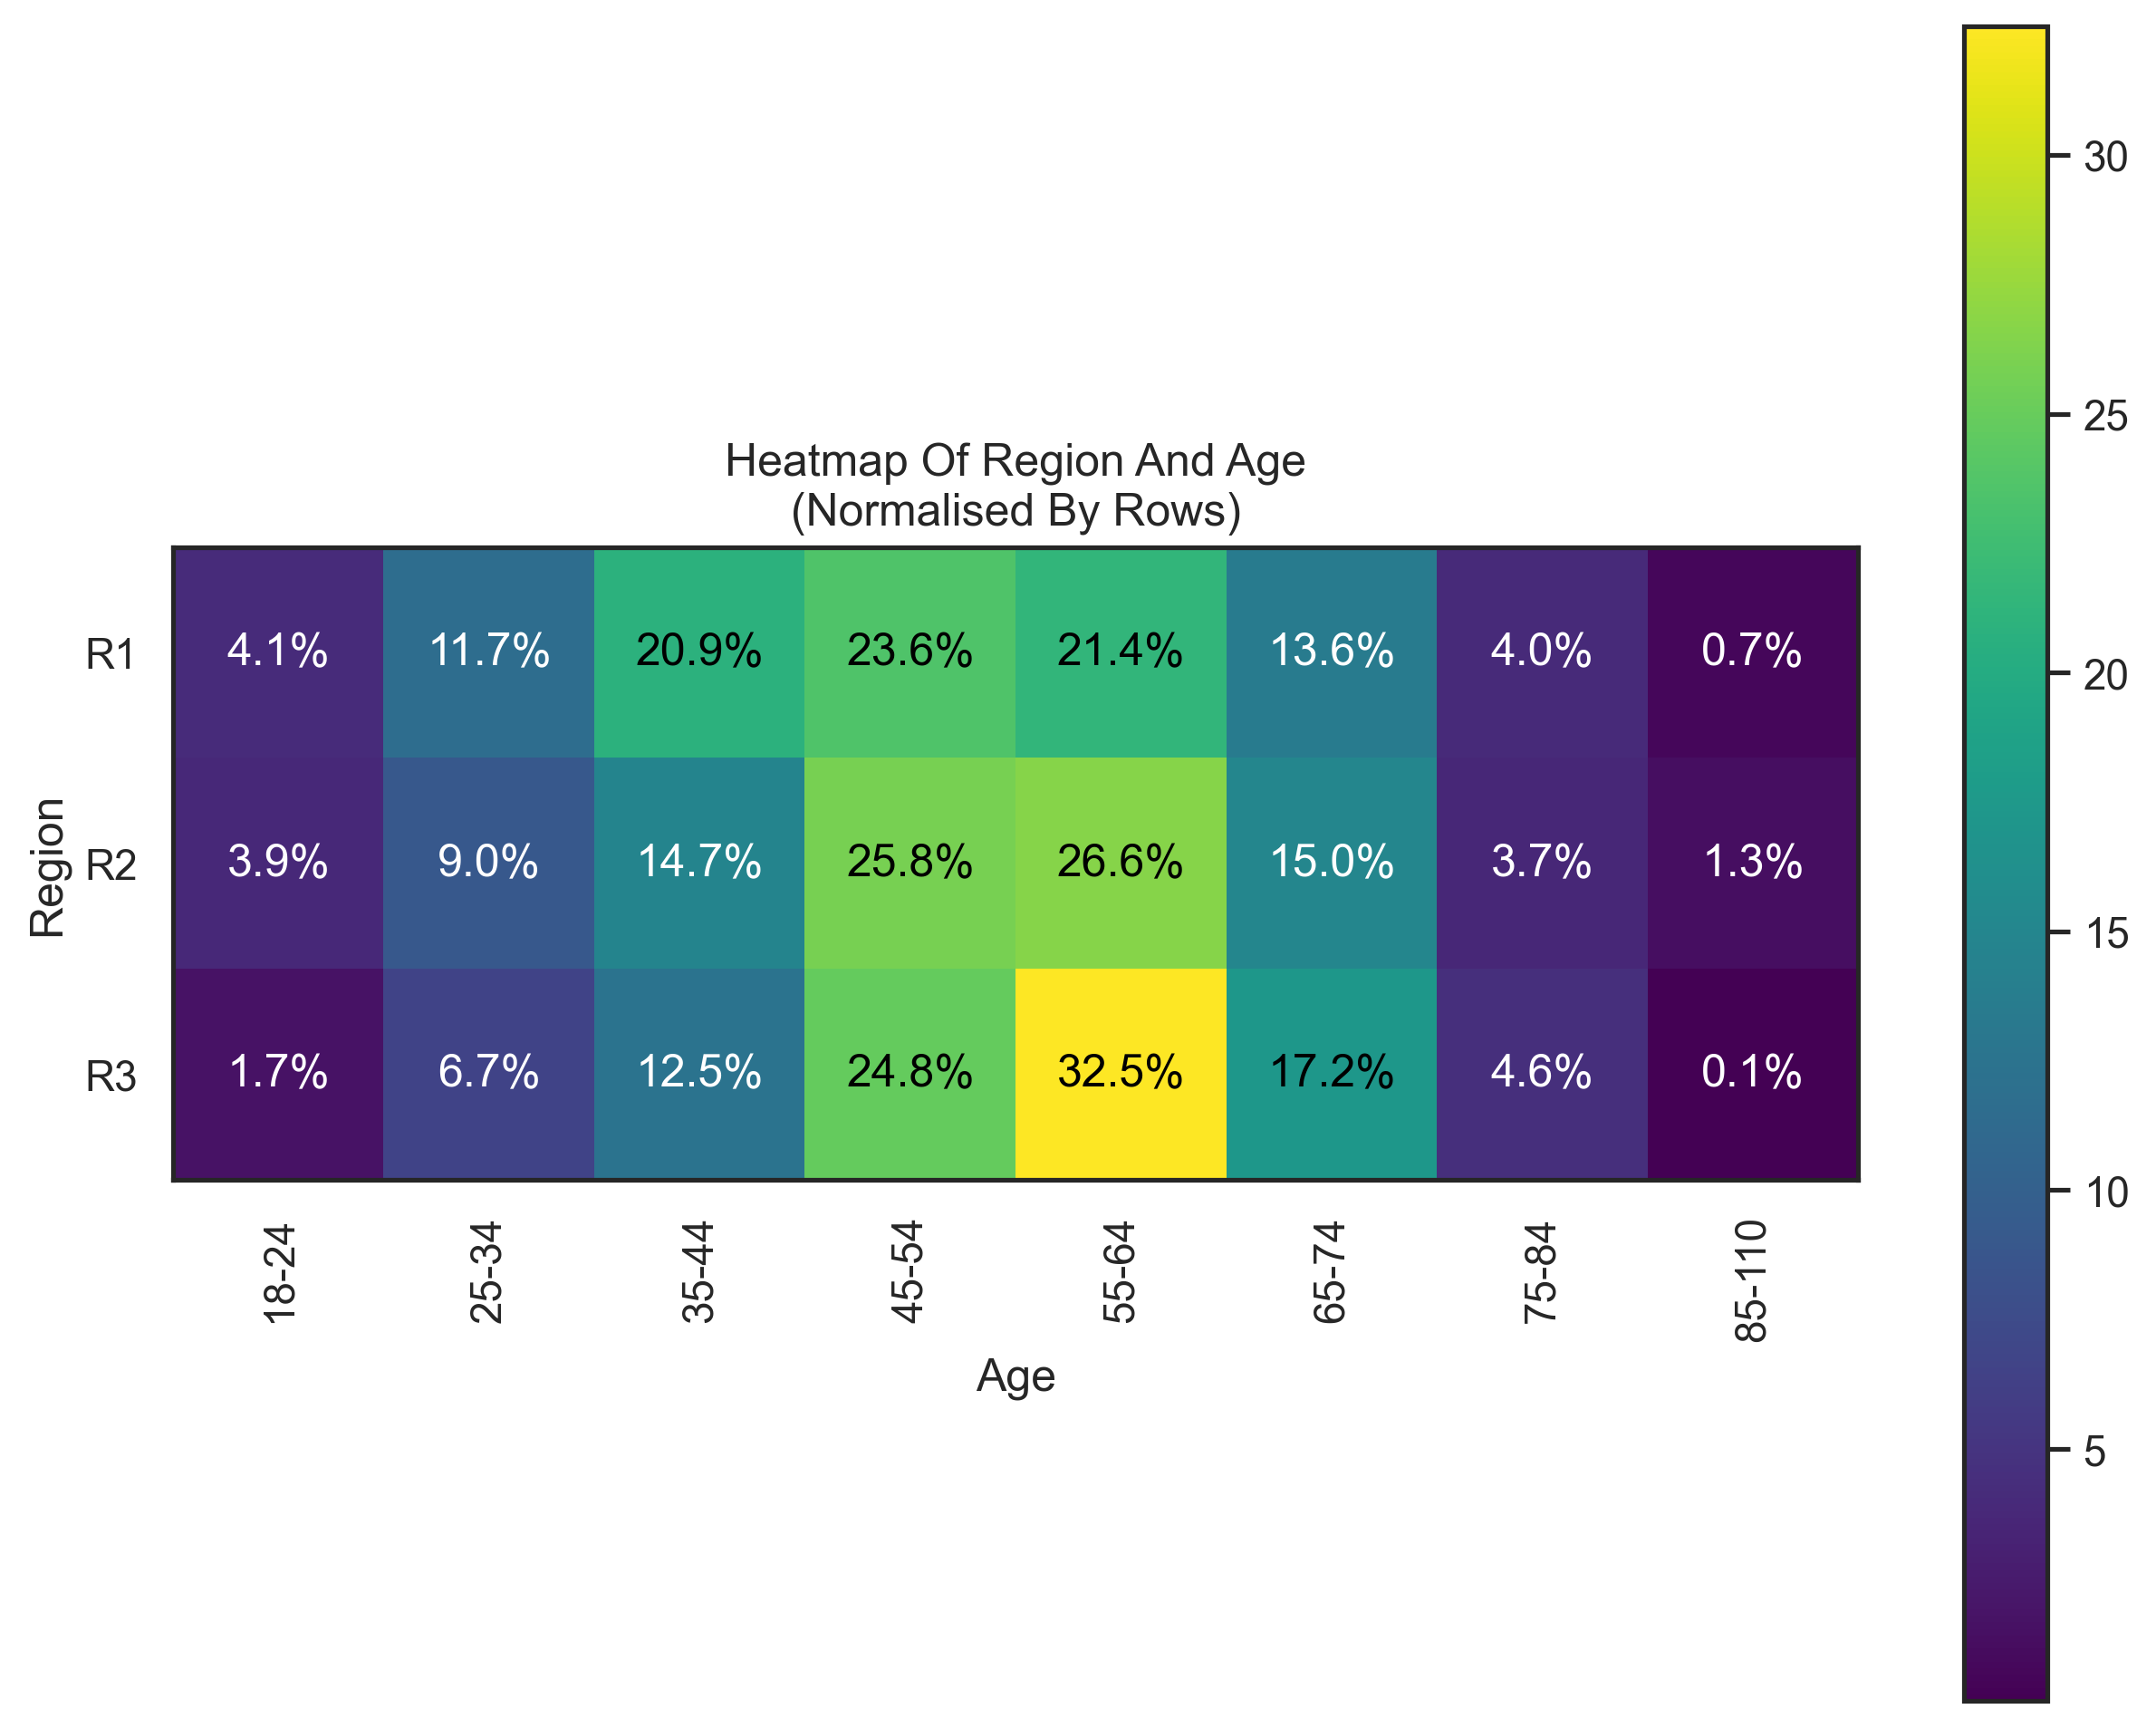 Heatmap Of Region And Age
(Normalised By Rows)
Region
R1
4.1% 11.7% 20.9% 23.6% 21.4% 13.6% 4.0% 0.7%
R2
3.9% 9.0% 14.7% 25.8% 26.6% 15.0% 3.7% 1.3%
R3
1.7% 6.7% 12.5% 24.8% 32.5% 17.2% 4.6% 0.1%
18-24 25-34 35-44 45-54 55-64 65-74 75-84 85-110
Age
30
25
20
15
10
5